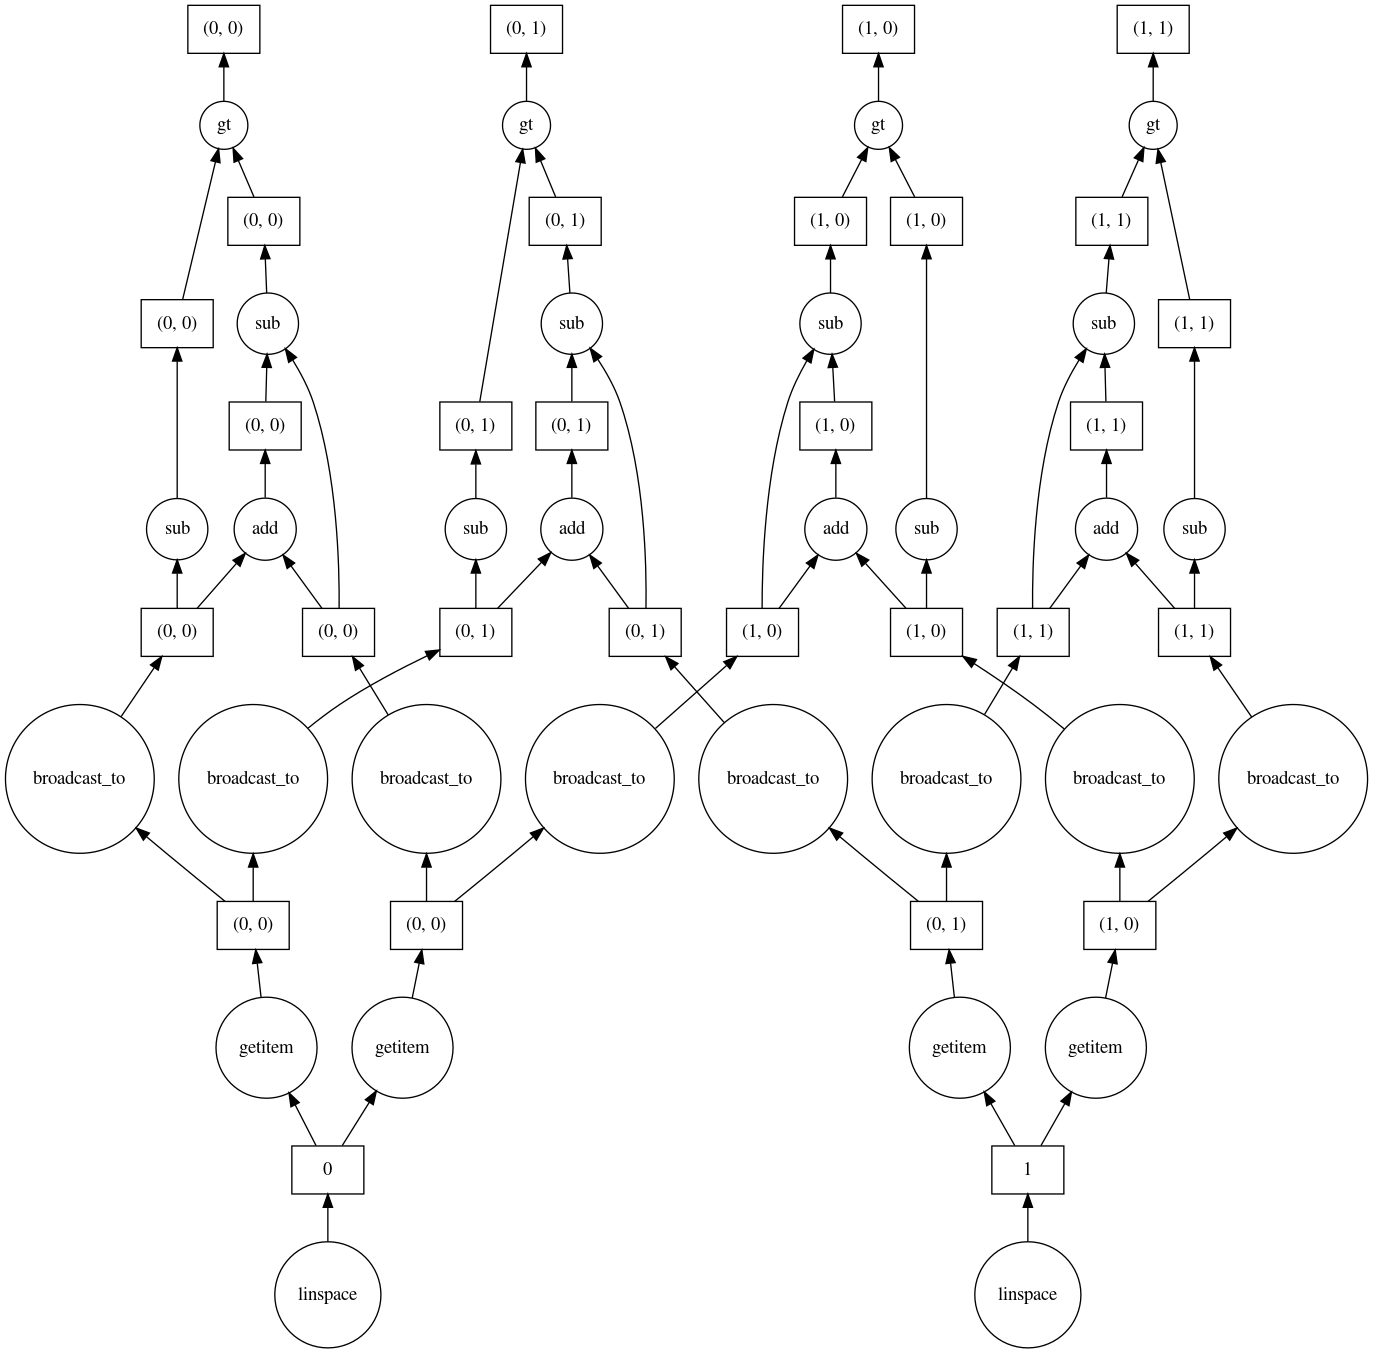 (0, 0)
(0, 1)
(1, 0)
(1, 1)
gt
gt
gt
gt
(0, 0)
(0, 1)
(1, 0)
(1, 0)
(1, 1)
(0, 0)
sub
sub
sub
sub
(1, 1)
(0, 0)
(0, 1)
(0, 1)
(1, 0)
(1, 1)
sub
add
sub
add
add
sub
add
sub
(0, 0)
(0, 0)
(0, 1)
(0, 1)
(1, 0)
(1, 0)
(1, 1)
(1, 1)
broadcast_to
broadcast_to
broadcast_to
broadcast_to
broadcast_to
broadcast_to
broadcast_to
broadcast_to
(0, 0)
(0, 0)
(0, 1)
(1, 0)
getitem
getitem
getitem
getitem
0
1
linspace
linspace